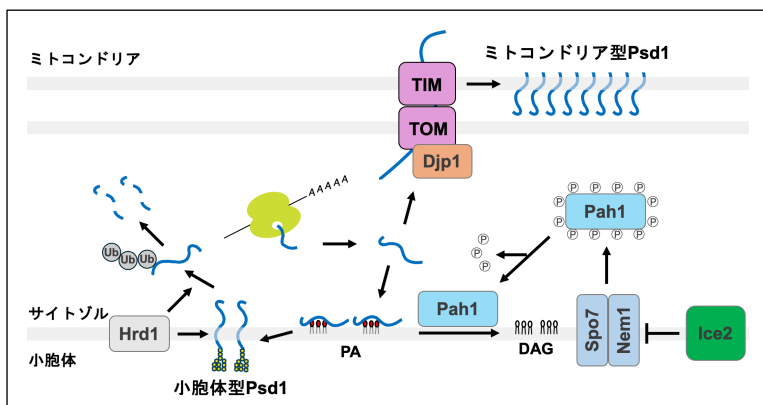 ミトコンドリア
ミトコンドリア型Psd1
TIM
TOM
Djp1
AAAAA
P P P P
P Pah1 P
P P P P
P
P
P
Ub Ub Ub
サイトゾル
Hrd1
小胞体
小胞体型Psd1
PA
Pah1
DAG
Spo7
Nem1
Ice2